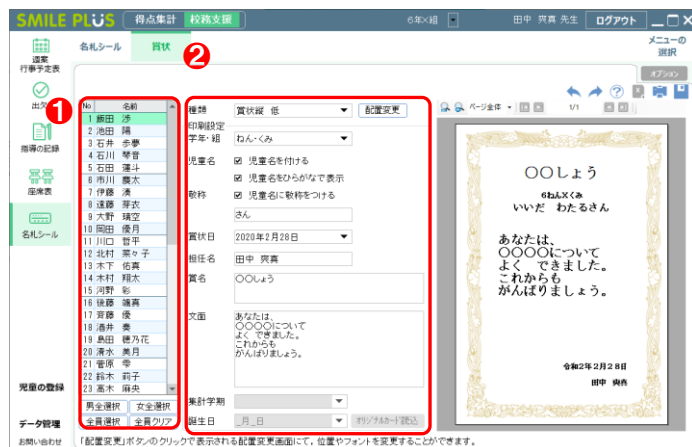 SMILE PLUS 得点集計 校務支援 6年X組 田中 爽真 先生 ログアウト
週案
行事予定表
名札シール 賞状 ❷ メニューの
選択
オプション
出欠
❶
指導の記録
座席表
名札シール
児童の登録
データ管理
お問い合わせ
No 名前
1 飯田 渉
2 池田 陽
3 石井 歩夢
4 石川 琴音
5 石田 蓮斗
6 市川 慶太
7 伊藤 湊
8 遠藤 芽衣
9 大野 晴空
10 岡田 優月
11 川口 哲平
12 北村 菜々子
13 木下 佑真
14 木村 翔太
15 河野 彩
16 後藤 颯真
17 斉藤 優
18 酒井 奏
19 島田 穂乃花
20 清水 美月
21 菅原 雫
22 鈴木 莉子
23 高木 麻央
男全選択 女全選択
全員選択 全員クリア
種類 賞状縦 低 配置変更
印刷設定
学年・組 ねん・くみ
児童名 児童名を付ける
児童名をひらがなで表示
敬称 児童名に敬称をつける
さん
賞状日 2020年2月28日
担任名 田中 爽真
賞名 〇〇しょう
文面 あなたは、
〇〇〇〇について
よく できました。
これからも
がんばりましょう。
集計学期
誕生日 _月_日 オリジナルカード読込
ページ全体 1/1
〇〇しょう
6ねんXくみ
いいだ わたるさん
あなたは、
〇〇〇〇について
よく できました。
これからも
がんばりましょう。
令和2年2月28日
田中 爽真
「配置変更」ボタンのクリックで表示される配置変更画面にて，位置やフォントを変更することができます。